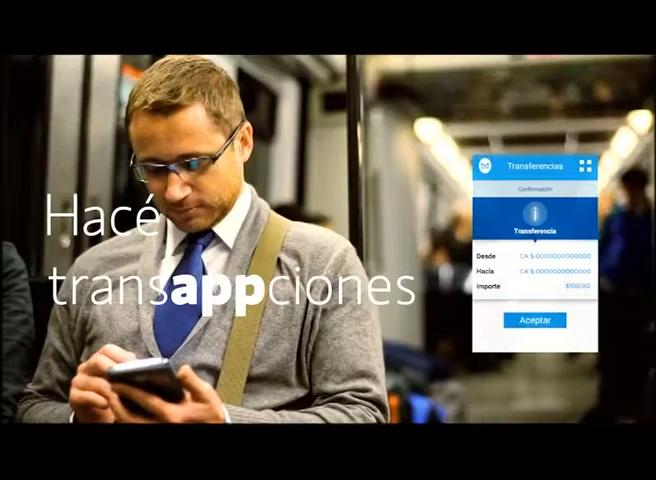 Hacé
transappciones
Transferencias
Confirmación
i
Transferencia
Desde CA $ 0000000000000
Hacia CA $ 0000000000000
Importe $100.00
Aceptar